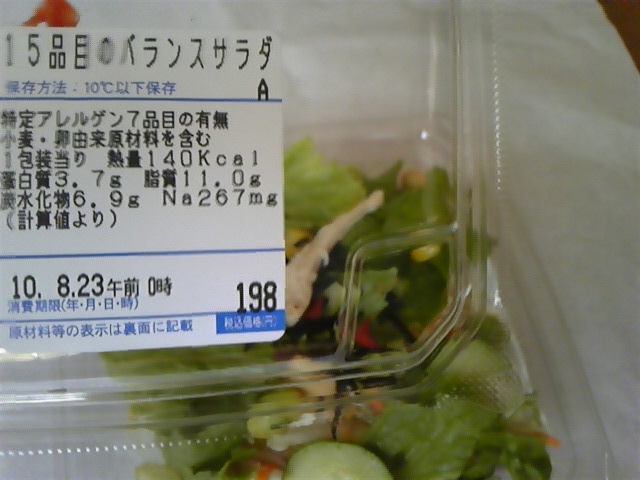 15品目のバランスサラダ
A
保存方法：10℃以下保存
特定アレルゲン7品目の有無
小麦・卵由来原材料を含む
1包装当り 熱量140Kcal
蛋白質3.7g 脂質11.0g
炭水化物6.9g Na267mg
(計算値より)
10. 8.23午前 0時
消費期限(年・月・日・時)
198
税込価格(円)
原材料等の表示は裏面に記載